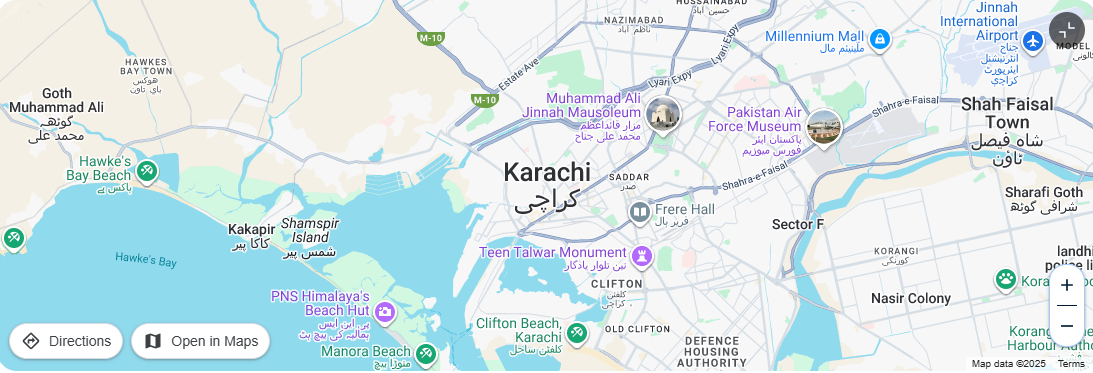 HUSSAINABAD
حسین آباد
NAZIMABAD
ناظم آباد
Jinnah
International
Airport
جناح
انٹرنیشنل
ایئرپورٹ
کراچی
MODEL
Millennium Mall
ملینیئم مال
M-10
Lyari Expy
Lyari Expy
Estate Ave
M-10
HAWKES
BAY TOWN
ہوکس
بائے ٹاون
Goth
Muhammad Ali
گوٹھ
محمد علی
Muhammad Ali
Jinnah Mausoleum
مزار قائداعظم
محمد علی جناح
Pakistan Air
Force Museum
پاکستان ایئر
فورس میوزیم
Shahra-e-Faisal
Shah Faisal
Town
شاہ فیصل
ٹاؤن
Hawke's
Bay Beach
ہاکس بے
Karachi
کراچی
SADDAR
صدر
Shahra-e-Faisal
Sharafi Goth
شرافی گوٹھ
Frere Hall
فریئر ہال
Sector F
Shamspir
Island
شمس پیر
Kakapir
کاکا پیر
Hawke's Bay
Teen Talwar Monument
تین تلوار یادگار
KORANGI
کورنگی
landhi
police li
CLIFTON
کلفٹن
کراچی
Nasir Colony
PNS Himalaya's
Beach Hut
پی این ایس
ہمالیہ کی بیچ ہٹ
Clifton Beach,
Karachi
کلفٹن ساحل
OLD CLIFTON
DEFENCE
HOUSING
AUTHORITY
Manora Beach
منوڑا بیچ
Directions
Open in Maps
Map data ©2025
Terms